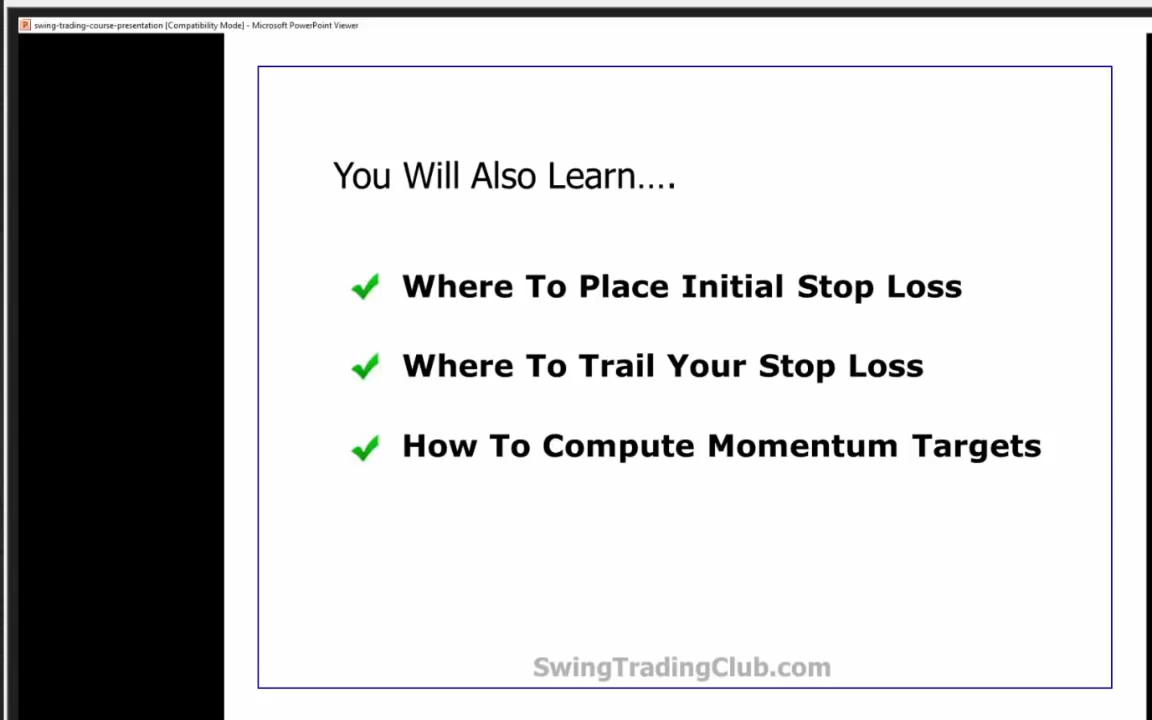 swing-trading-course-presentation [Compatibility Mode] - Microsoft PowerPoint Viewer
You Will Also Learn....
Where To Place Initial Stop Loss
Where To Trail Your Stop Loss
How To Compute Momentum Targets
SwingTradingClub.com